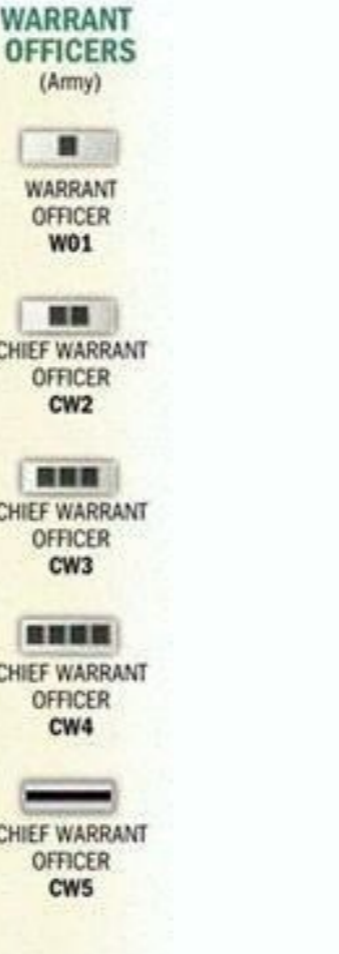 WARRANT
OFFICERS
(Army)
WARRANT
OFFICER
W01
CHIEF WARRANT
OFFICER
CW2
CHIEF WARRANT
OFFICER
CW3
CHIEF WARRANT
OFFICER
CW4
CHIEF WARRANT
OFFICER
CW5